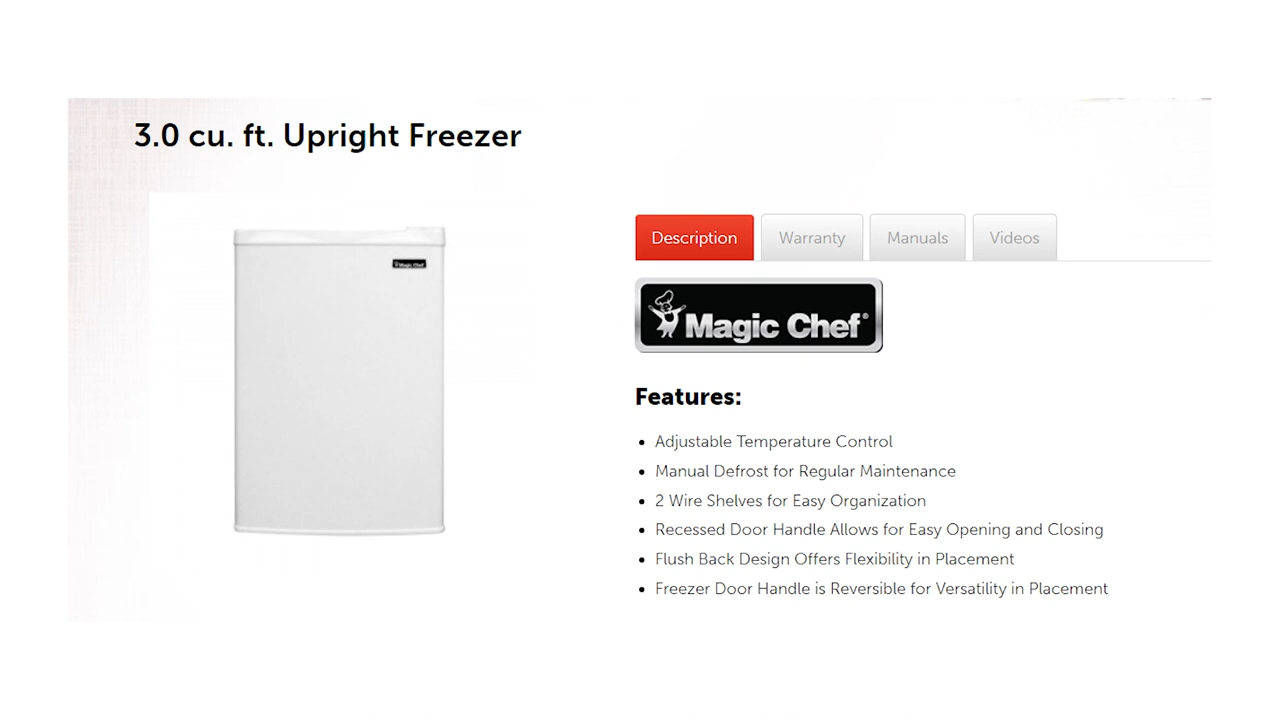 3.0 cu. ft. Upright Freezer
Magic Chef
Description
Warranty
Manuals
Videos
Magic Chef®
Features:
• Adjustable Temperature Control
• Manual Defrost for Regular Maintenance
• 2 Wire Shelves for Easy Organization
• Recessed Door Handle Allows for Easy Opening and Closing
• Flush Back Design Offers Flexibility in Placement
• Freezer Door Handle is Reversible for Versatility in Placement